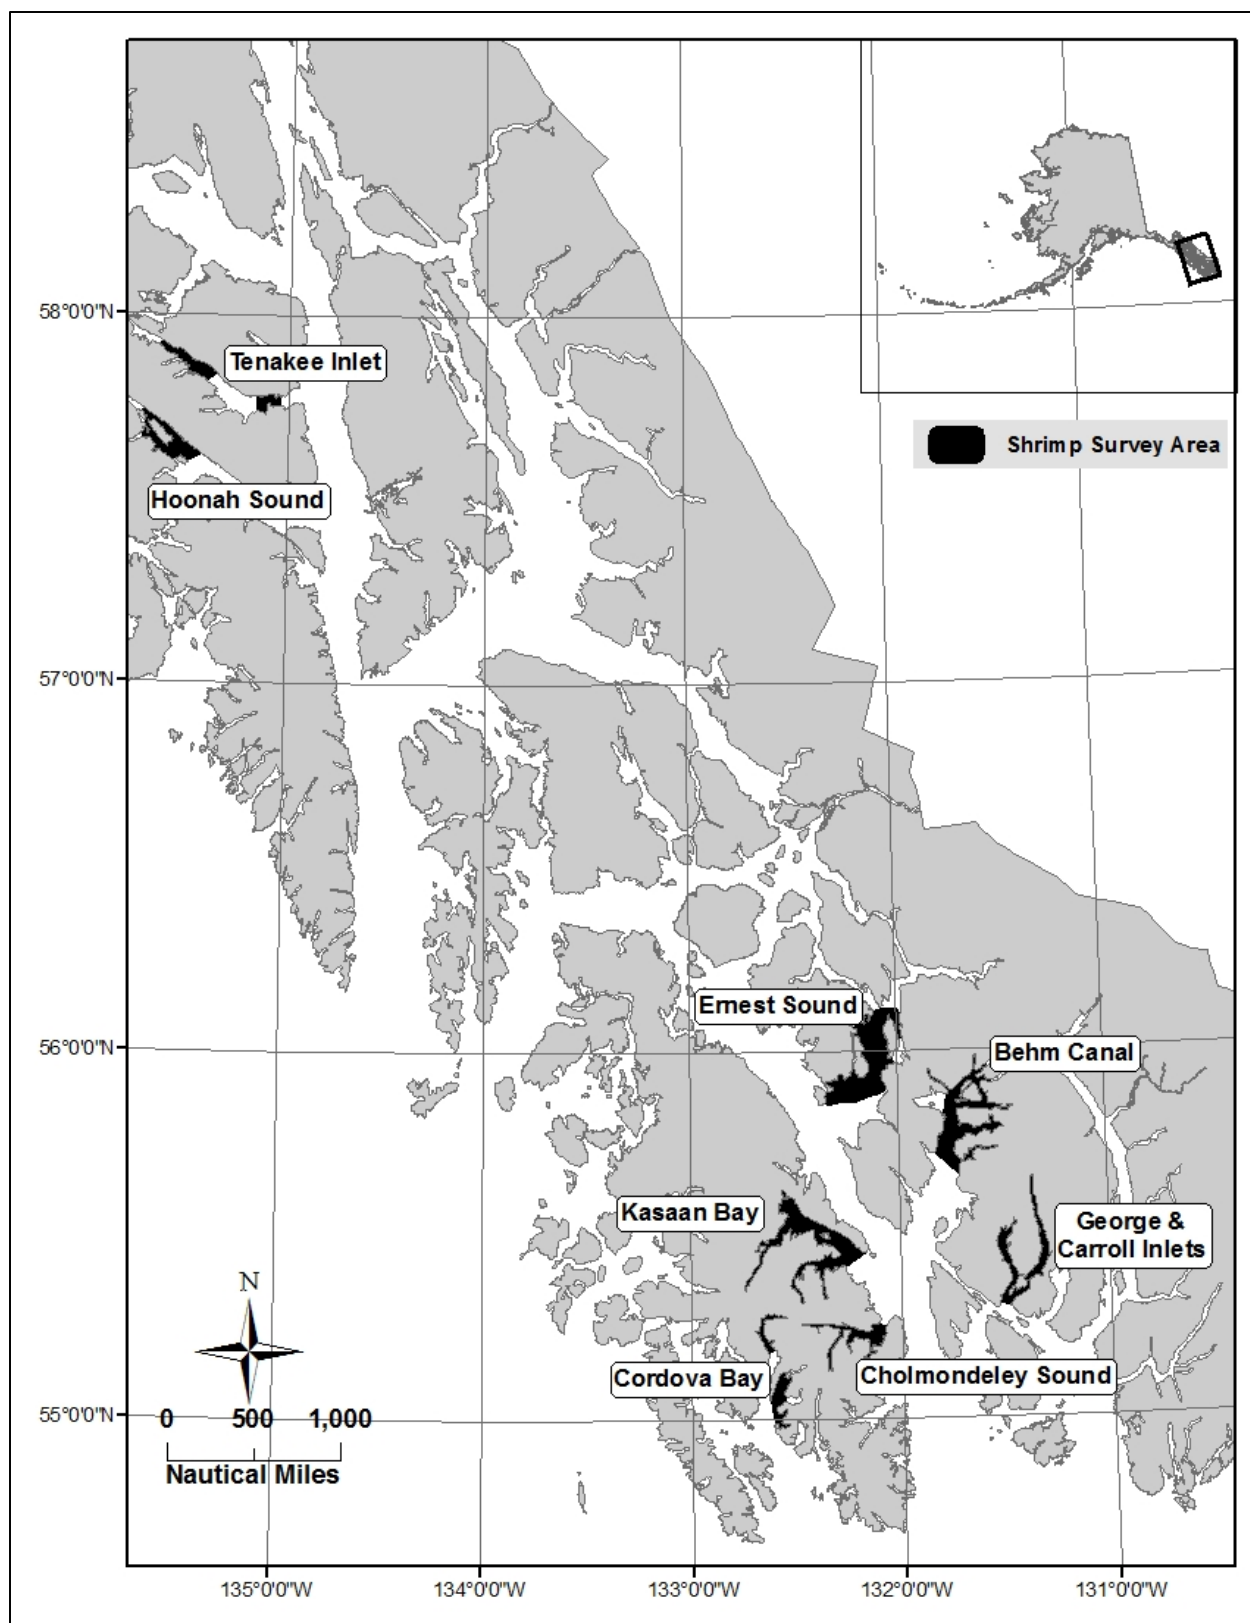 58°0'0"N
Tenakee Inlet
Shrimp Survey Area
Hoonah Sound
57°0'0"N
Ernest Sound
56°0'0"N
Behm Canal
Kasaan Bay
George &
Carroll Inlets
N
Cordova Bay
Cholmondeley Sound
55°0'0"N
0 500 1,000
Nautical Miles
135°0'0"W 134°0'0"W 133°0'0"W 132°0'0"W 131°0'0"W